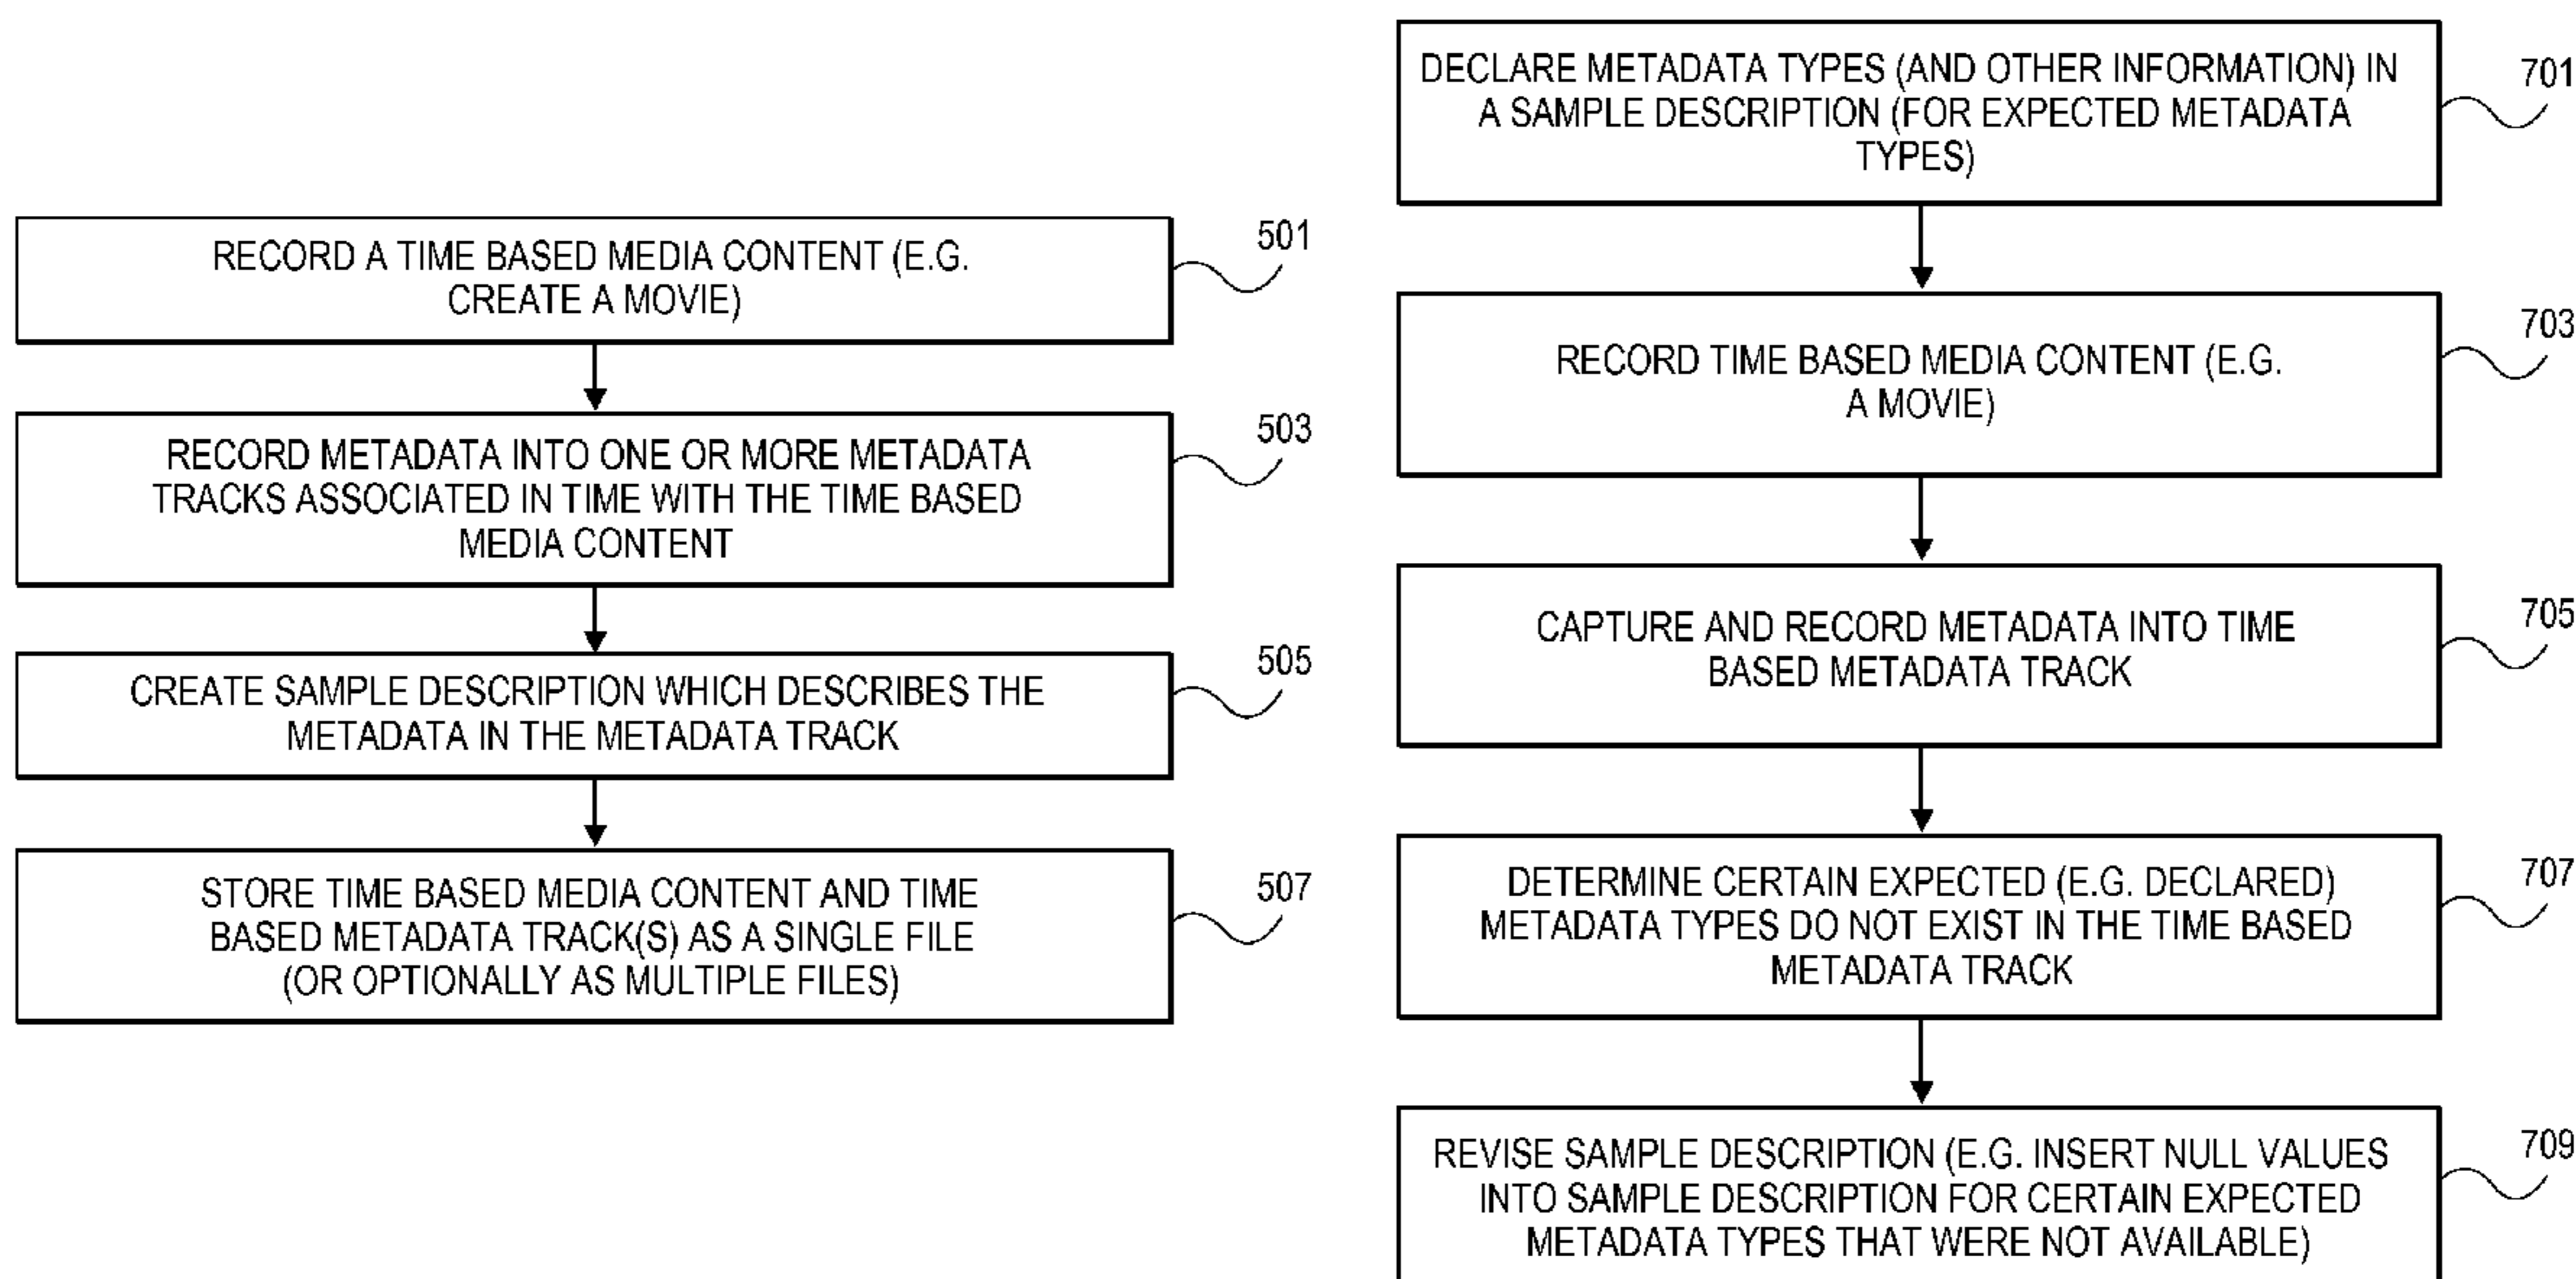 RECORD A TIME BASED MEDIA CONTENT (E.G.
CREATE A MOVIE)
501
RECORD METADATA INTO ONE OR MORE METADATA
TRACKS ASSOCIATED IN TIME WITH THE TIME BASED
MEDIA CONTENT
503
CREATE SAMPLE DESCRIPTION WHICH DESCRIBES THE
METADATA IN THE METADATA TRACK
505
STORE TIME BASED MEDIA CONTENT AND TIME
BASED METADATA TRACK(S) AS A SINGLE FILE
(OR OPTIONALLY AS MULTIPLE FILES)
507
DECLARE METADATA TYPES (AND OTHER INFORMATION) IN
A SAMPLE DESCRIPTION (FOR EXPECTED METADATA
TYPES)
701
RECORD TIME BASED MEDIA CONTENT (E.G.
A MOVIE)
703
CAPTURE AND RECORD METADATA INTO TIME
BASED METADATA TRACK
705
DETERMINE CERTAIN EXPECTED (E.G. DECLARED)
METADATA TYPES DO NOT EXIST IN THE TIME BASED
METADATA TRACK
707
REVISE SAMPLE DESCRIPTION (E.G. INSERT NULL VALUES
INTO SAMPLE DESCRIPTION FOR CERTAIN EXPECTED
METADATA TYPES THAT WERE NOT AVAILABLE)
709